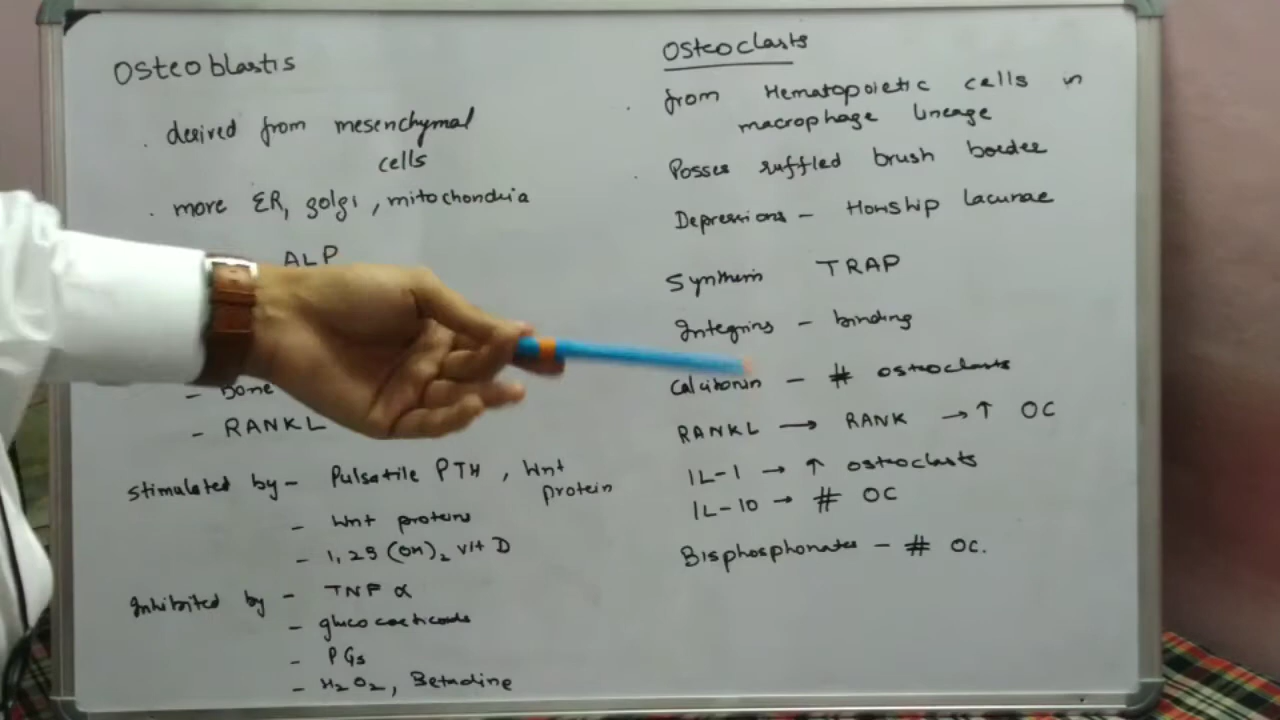 Osteoblastis
. desired from mesenchymal
cells
. more ER, golgi, mitochondria
ALP
- Bone
- RANKL
Stimulated by - Pulsatile PTH, Wnt
protein
- Wnt proteins
- 1,25 (OH)2 Vit D
Inhibited by - TNF α
- glucocorticoids
- PGs
- H2O2, Betadine
Osteoclasts
. from Hematopoietic cells in
macrophage lineage
. Posses ruffled brush border
Depressions - Howship lacunae
Synthesis TRAP
Integrins - binding
Calcitonin - # osteoclasts
RANKL → RANK → ↑ OC
IL-1 → ↑ osteoclasts
IL-10 → # OC
Bisphosphonates - # OC.